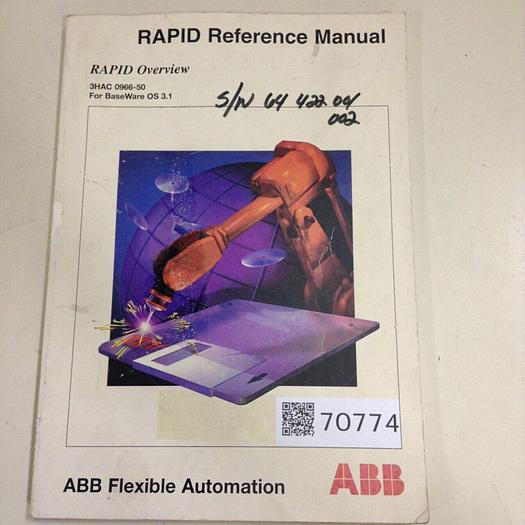 RAPID Reference Manual
RAPID Overview
3HAC 0966-50
For BaseWare OS 3.1
S/N 64 422 04
002
70774
ABB Flexible Automation
ABB